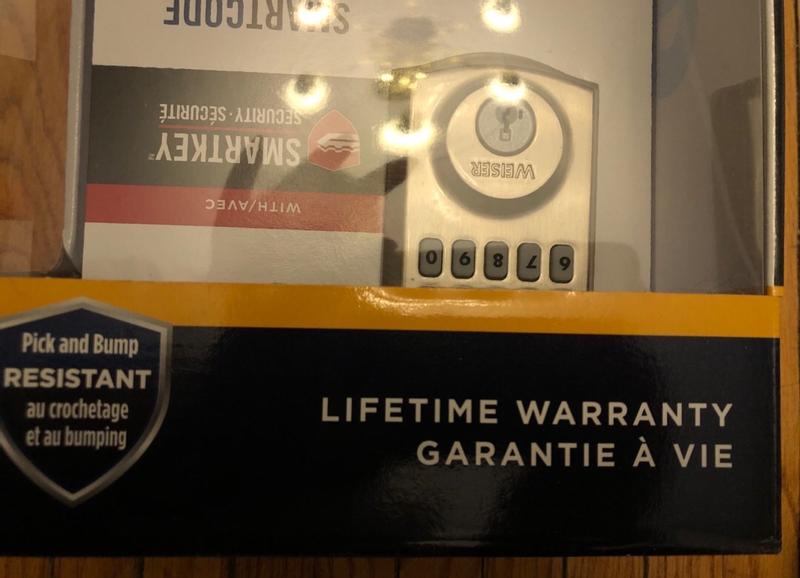 6 7 8 9 0
WEISER
WITH/AVEC
SMARTKEY™
SECURITY · SÉCURITÉ
SMARTCODE
Pick and Bump
RESISTANT
au crochetage
et au bumping
LIFETIME WARRANTY
GARANTIE À VIE